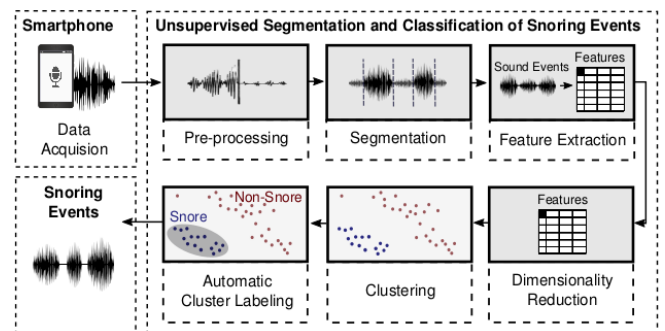 Smartphone
Data
Acquision
Unsupervised Segmentation and Classification of Snoring Events
Pre-processing
Segmentation
Sound Events
Features
Feature Extraction
Features
Dimensionality
Reduction
Clustering
Non-Snore
Snore
Automatic
Cluster Labeling
Snoring
Events